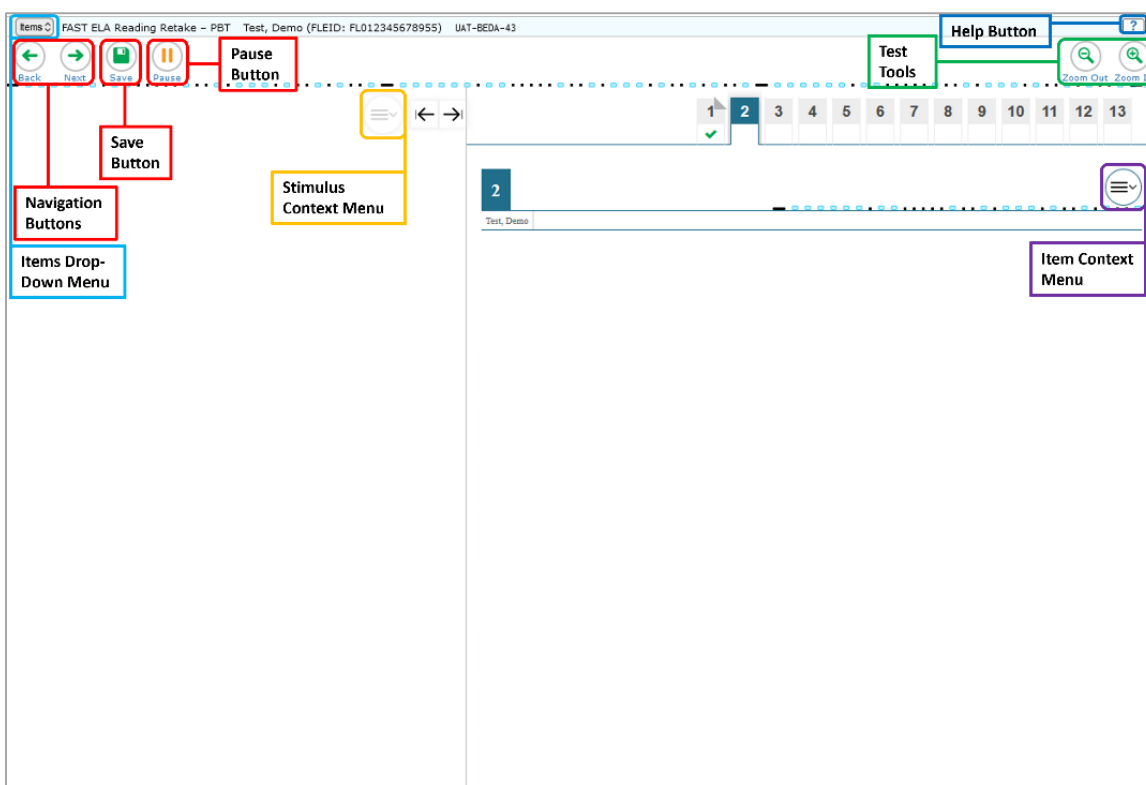 Items FAST ELA Reading Retake – PBT Test, Demo (FLEID: FL012345678955) UAT-BEDA-43 ?
Help Button
Back Next Save Pause
Pause
Button
Test
Tools
Zoom Out Zoom I
1 2 3 4 5 6 7 8 9 10 11 12 13
Save
Button
Stimulus
Context Menu
Navigation
Buttons
2
Test, Demo
Items Drop-
Down Menu
Item Context
Menu